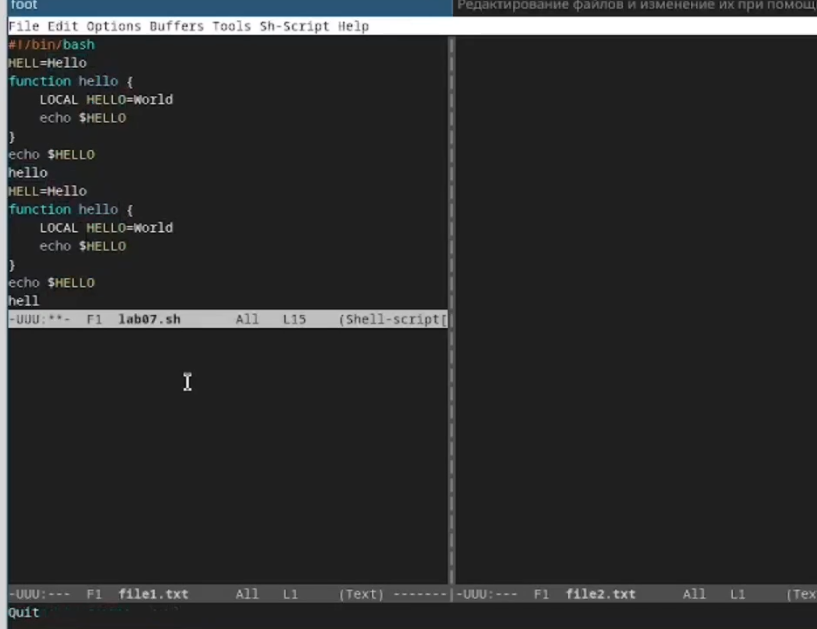 foot
Редактирование файлов и изменение их при помощ
File Edit Options Buffers Tools Sh-Script Help
#!/bin/bash
HELL=Hello
function hello {
    LOCAL HELLO=World
    echo $HELLO
}
echo $HELLO
hello
HELL=Hello
function hello {
    LOCAL HELLO=World
    echo $HELLO
}
echo $HELLO
hell
-UUU:**-  F1  lab07.sh       All   L15    (Shell-script[
-UUU:---  F1  file1.txt      All   L1     (Text) -------
-UUU:---  F1  file2.txt      All   L1     (Tex
Quit